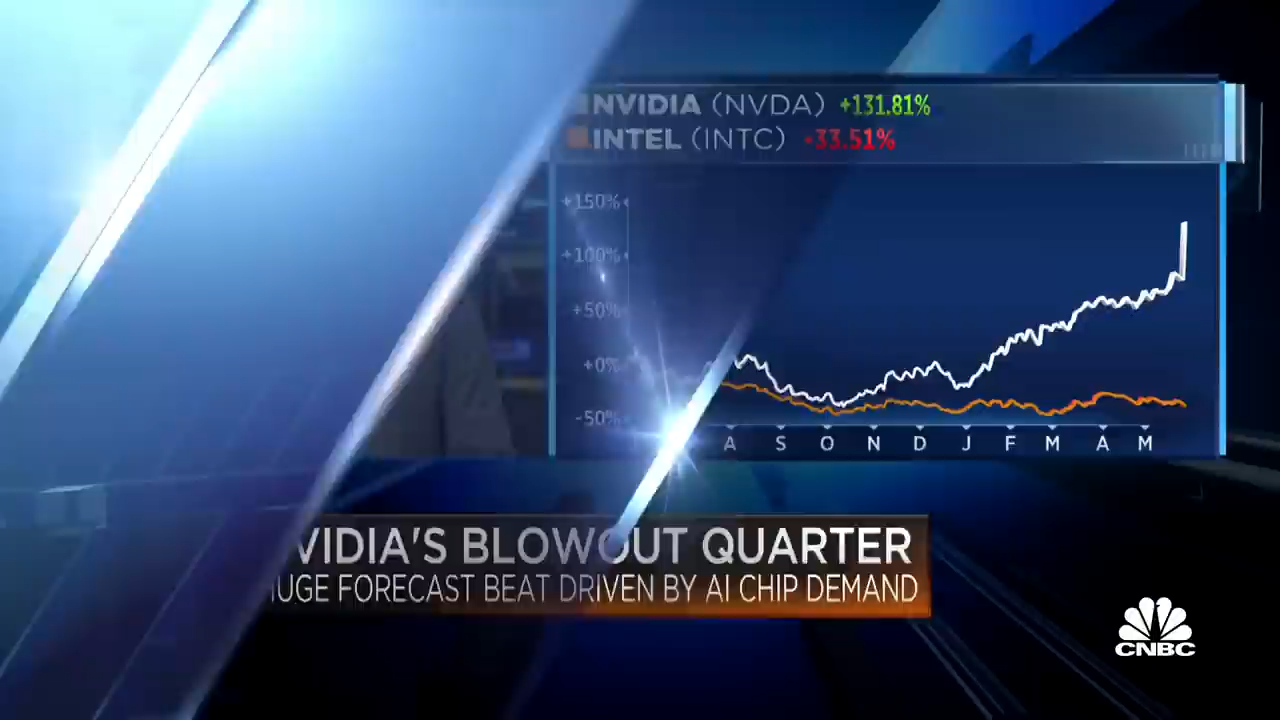 NVIDIA (NVDA) +131.81%
INTEL (INTC) -33.51%
+150%
+100%
+50%
+0%
-50%
A S O N D J F M A M
VIDIA'S BLOWOUT QUARTER
UGE FORECAST BEAT DRIVEN BY AI CHIP DEMAND
CNBC